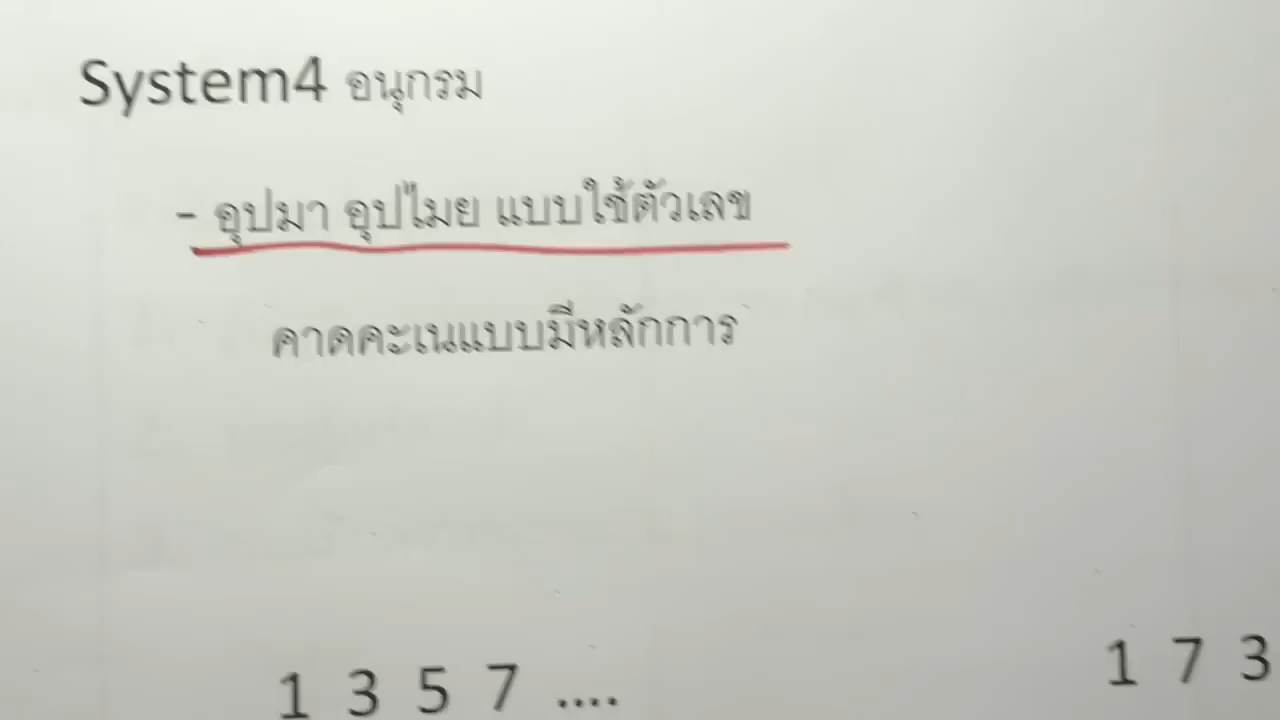 System4 อนุกรม
- อุปมา อุปไมย แบบใช้ตัวเลข
คาดคะเนแบบมีหลักการ
1 3 5 7 ....
1 7 3